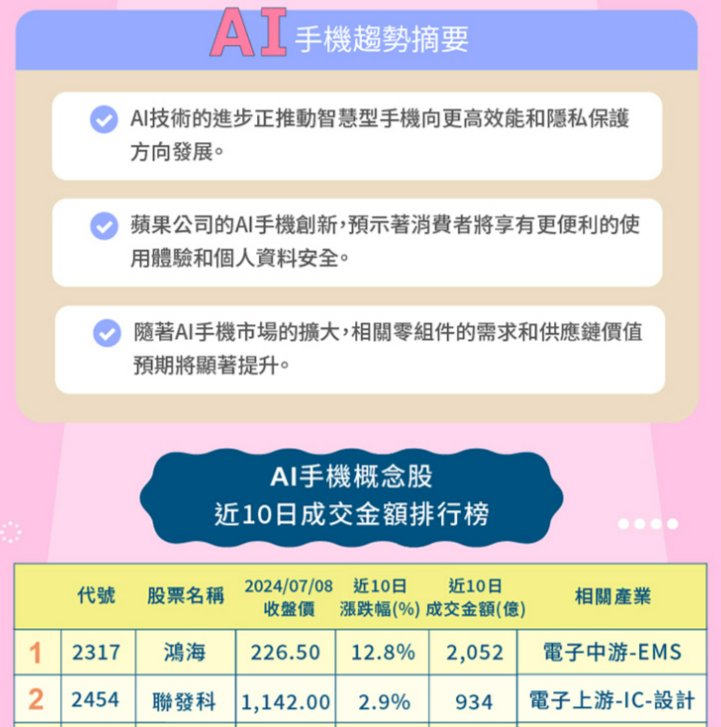 AI 手機趨勢摘要
AI技術的進步正推動智慧型手機向更高效能和隱私保護
方向發展。
蘋果公司的AI手機創新,預示著消費者將享有更便利的使
用體驗和個人資料安全。
隨著AI手機市場的擴大,相關零組件的需求和供應鏈價值
預期將顯著提升。
AI手機概念股
近10日成交金額排行榜
代號 股票名稱 2024/07/08 收盤價 近10日 漲跌幅(%) 近10日 成交金額(億) 相關產業
1 2317 鴻海 226.50 12.8% 2,052 電子中游-EMS
2 2454 聯發科 1,142.00 2.9% 934 電子上游-IC-設計